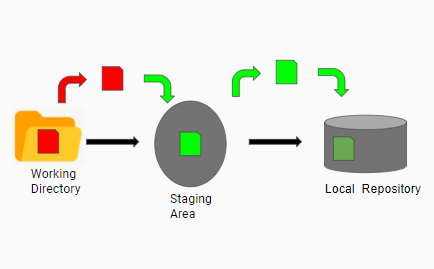 Working
Directory
Staging
Area
Local Repository